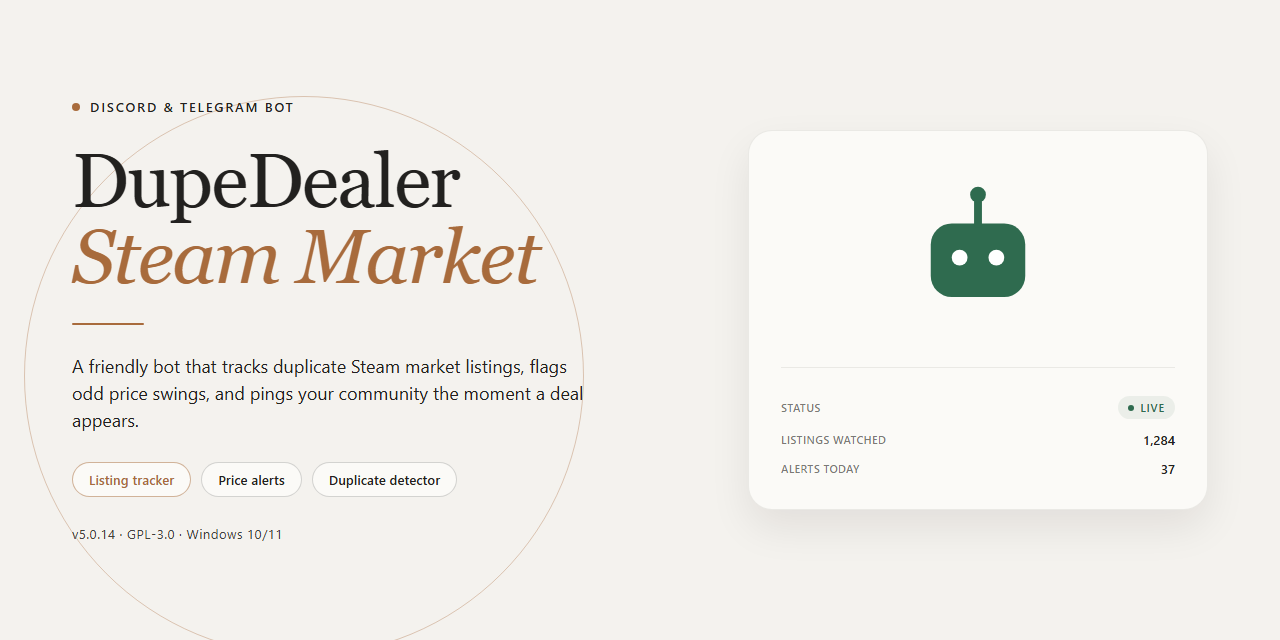 DISCORD & TELEGRAM BOT
DupeDealer
Steam Market
A friendly bot that tracks duplicate Steam market listings, flags
odd price swings, and pings your community the moment a deal
appears.
Listing tracker
Price alerts
Duplicate detector
v5.0.14 · GPL-3.0 · Windows 10/11
STATUS
LIVE
LISTINGS WATCHED
1,284
ALERTS TODAY
37